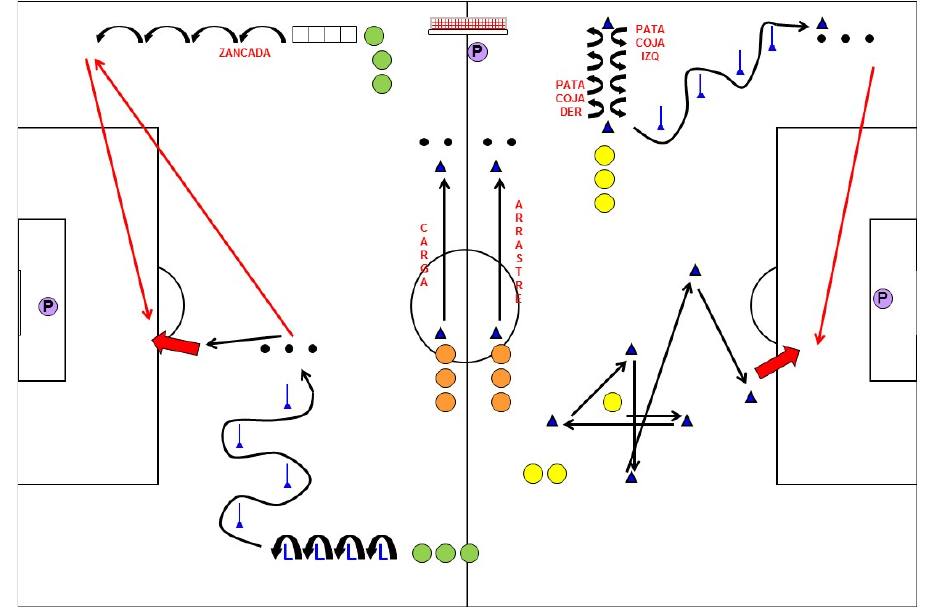 ZANCADA
P
PATA
COJA
IZQ
PATA
COJA
DER
CARGA
ARRASTRE
P
P
L L L L